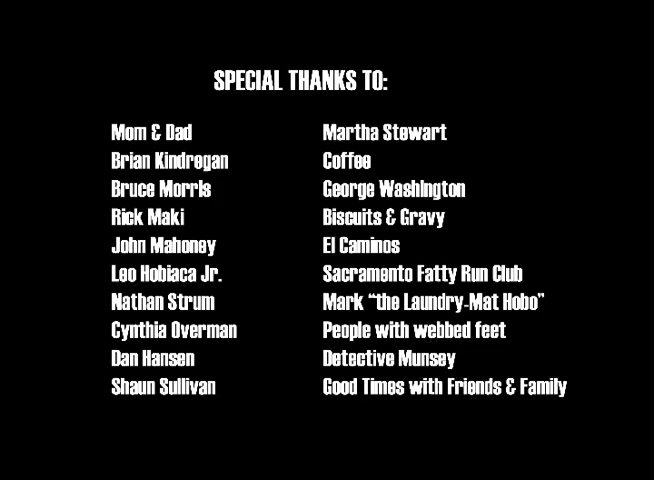 SPECIAL THANKS TO:
Mom & Dad
Brian Kindregan
Bruce Morris
Rick Maki
John Mahoney
Leo Hobiaca Jr.
Nathan Strum
Cynthia Overman
Dan Hansen
Shaun Sullivan
Martha Stewart
Coffee
George Washington
Biscuits & Gravy
El Caminos
Sacramento Fatty Run Club
Mark “the Laundry-Mat Hobo”
People with webbed feet
Detective Munsey
Good Times with Friends & Family